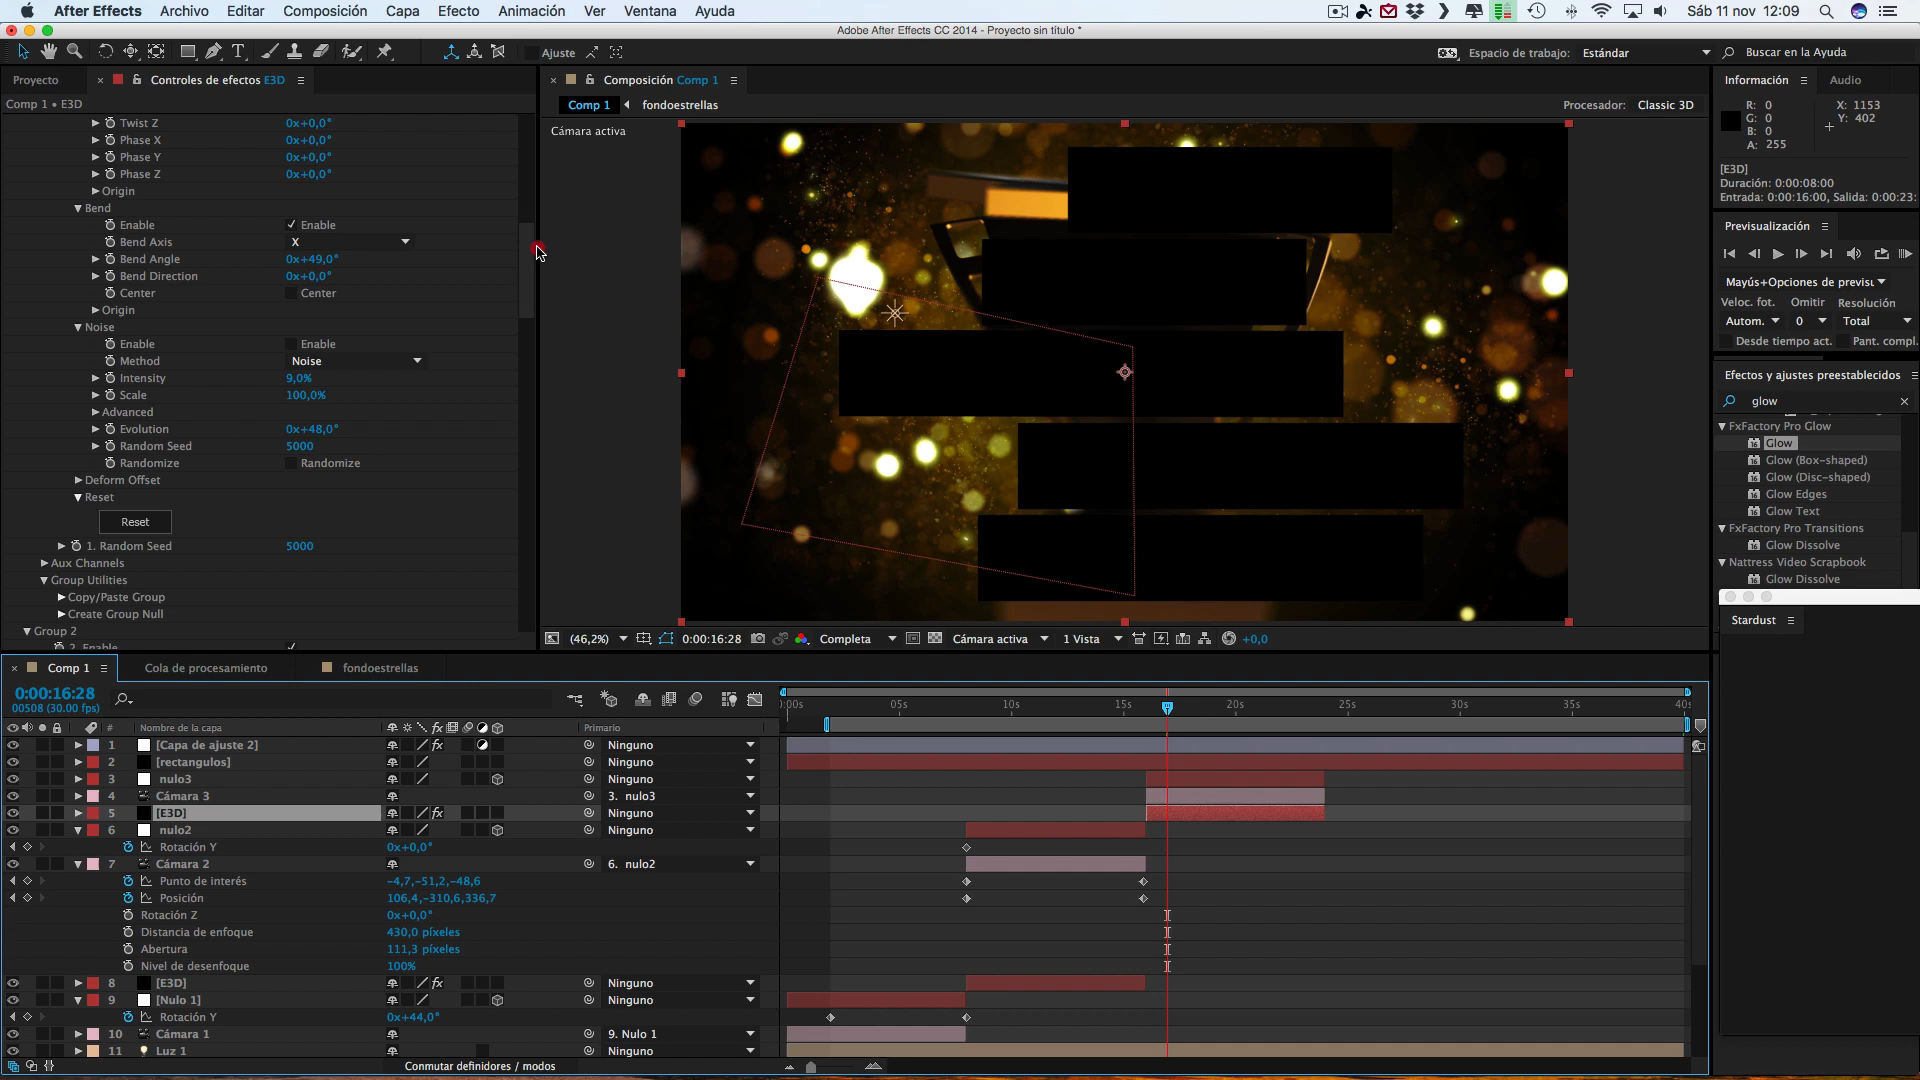 After Effects Archivo Editar Composición Capa Efecto Animación Ver Ventana Ayuda Sáb 11 nov 12:09
Adobe After Effects CC 2014 - Proyecto sin título *
Ajuste Espacio de trabajo: Estándar Buscar en la Ayuda
Proyecto Controles de efectos E3D Composición Comp 1 Información Audio
Comp 1 • E3D Comp 1 fondoestrellas Procesador: Classic 3D
Cámara activa
R: 0 X: 1153
G: 0 Y: 402
B: 0
A: 255
[E3D]
Duración: 0:00:08:00
Entrada: 0:00:16:00, Salida: 0:00:23:
Twist Z 0x+0,0°
Phase X 0x+0,0°
Phase Y 0x+0,0°
Phase Z 0x+0,0°
Origin
Bend
Enable Enable
Bend Axis X
Bend Angle 0x+49,0°
Bend Direction 0x+0,0°
Center Center
Origin
Noise
Enable Enable
Method Noise
Intensity 9,0%
Scale 100,0%
Advanced
Evolution 0x+48,0°
Random Seed 5000
Randomize Randomize
Deform Offset
Reset
Reset
1. Random Seed 5000
Aux Channels
Group Utilities
Copy/Paste Group
Create Group Null
Group 2
2. Enable
Previsualización
Mayús+Opciones de previsu
Veloc. fot. Omitir Resolución
Autom. 0 Total
Desde tiempo act. Pant. compl.
Efectos y ajustes preestablecidos
glow
FxFactory Pro Glow
Glow
Glow (Box-shaped)
Glow (Disc-shaped)
Glow Edges
Glow Text
FxFactory Pro Transitions
Glow Dissolve
Nattress Video Scrapbook
Glow Dissolve
Stardust
(46,2%) 0:00:16:28 Completa Cámara activa 1 Vista +0,0
Comp 1 Cola de procesamiento fondoestrellas
0:00:16:28
00508 (30.00 fps)
:00s 05s 10s 15s 20s 25s 30s 35s 40s
# Nombre de la capa fx Primario
1 [Capa de ajuste 2] fx Ninguno
2 [rectangulos] Ninguno
3 nulo3 Ninguno
4 Cámara 3 3. nulo3
5 [E3D] fx Ninguno
6 nulo2 Ninguno
Rotación Y 0x+0,0°
7 Cámara 2 6. nulo2
Punto de interés -4,7,-51,2,-48,6
Posición 106,4,-310,6,336,7
Rotación Z 0x+0,0°
Distancia de enfoque 430,0 píxeles
Abertura 111,3 píxeles
Nivel de desenfoque 100%
8 [E3D] fx Ninguno
9 [Nulo 1] Ninguno
Rotación Y 0x+44,0°
10 Cámara 1 9. Nulo 1
11 Luz 1 Ninguno
Conmutar definidores / modos